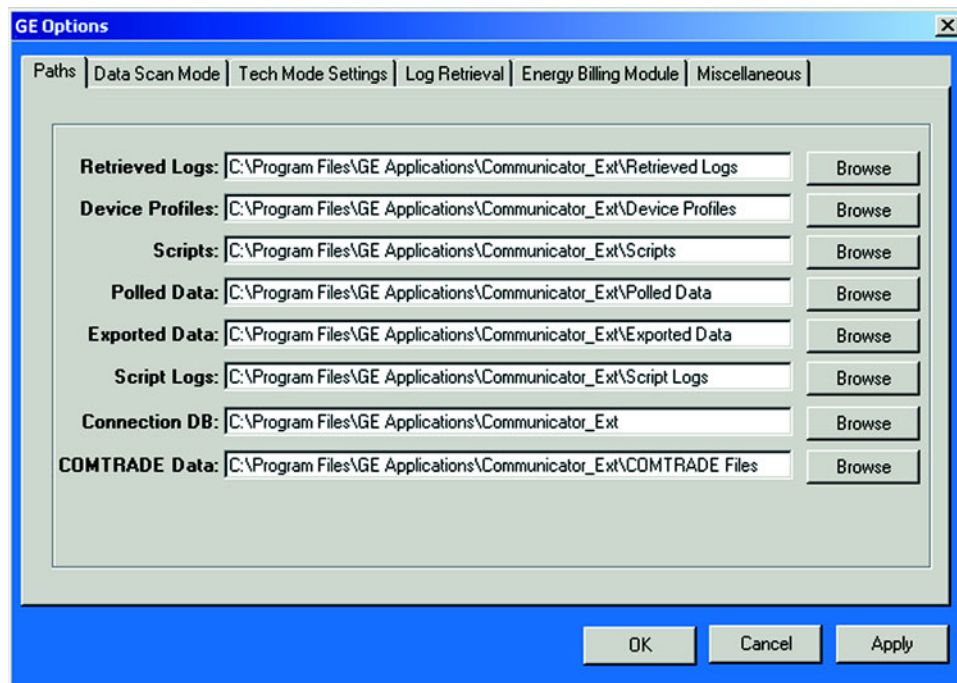 GE Options
Paths Data Scan Mode Tech Mode Settings Log Retrieval Energy Billing Module Miscellaneous
Retrieved Logs: C:\Program Files\GE Applications\Communicator_Ext\Retrieved Logs Browse
Device Profiles: C:\Program Files\GE Applications\Communicator_Ext\Device Profiles Browse
Scripts: C:\Program Files\GE Applications\Communicator_Ext\Scripts Browse
Polled Data: C:\Program Files\GE Applications\Communicator_Ext\Polled Data Browse
Exported Data: C:\Program Files\GE Applications\Communicator_Ext\Exported Data Browse
Script Logs: C:\Program Files\GE Applications\Communicator_Ext\Script Logs Browse
Connection DB: C:\Program Files\GE Applications\Communicator_Ext Browse
COMTRADE Data: C:\Program Files\GE Applications\Communicator_Ext\COMTRADE Files Browse
OK Cancel Apply